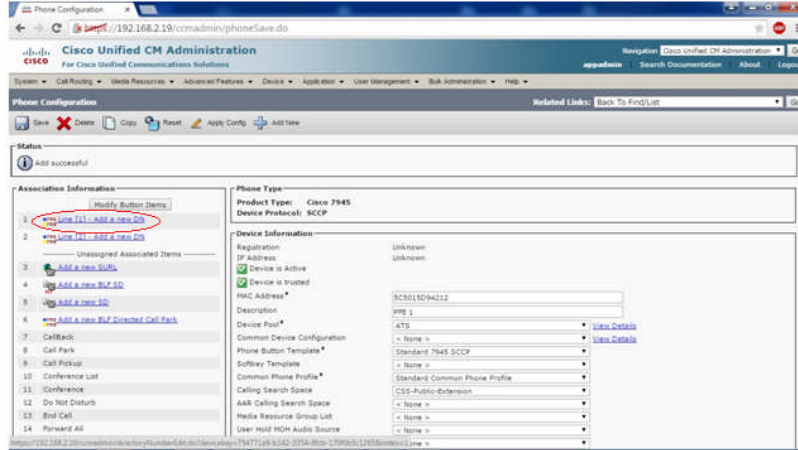 Phone Configuration
https://192.168.2.19/ccmadmin/phoneSave.do
cisco
Cisco Unified CM Administration
For Cisco Unified Communications Solutions
Navigation Cisco Unified CM Administration Go
appadmin Search Documentation About Logou
System Call Routing Media Resources Advanced Features Device Application User Management Bulk Administration Help
Phone Configuration
Related Links: Back To Find/List Go
Save Delete Copy Reset Apply Config Add New
Status
Add successful
Association Information
Modify Button Items
1 Line [1] - Add a new DN
2 Line [2] - Add a new DN
Unassigned Associated Items
3 Add a new SURL
4 Add a new BLF SD
5 Add a new SD
6 Add a new BLF Directed Call Park
7 CallBack
8 Call Park
9 Call Pickup
10 Conference List
11 Conference
12 Do Not Disturb
13 End Call
14 Forward All
Phone Type
Product Type: Cisco 7945
Device Protocol: SCCP
Device Information
Registration Unknown
IP Address Unknown
Device is Active
Device is trusted
MAC Address* 5C5015D94212
Description
Device Pool* ATS View Details
Common Device Configuration < None > View Details
Phone Button Template* Standard 7945 SCCP
Softkey Template < None >
Common Phone Profile* Standard Common Phone Profile
Calling Search Space CSS-Public-Extension
AAR Calling Search Space < None >
Media Resource Group List < None >
User Hold MOH Audio Source